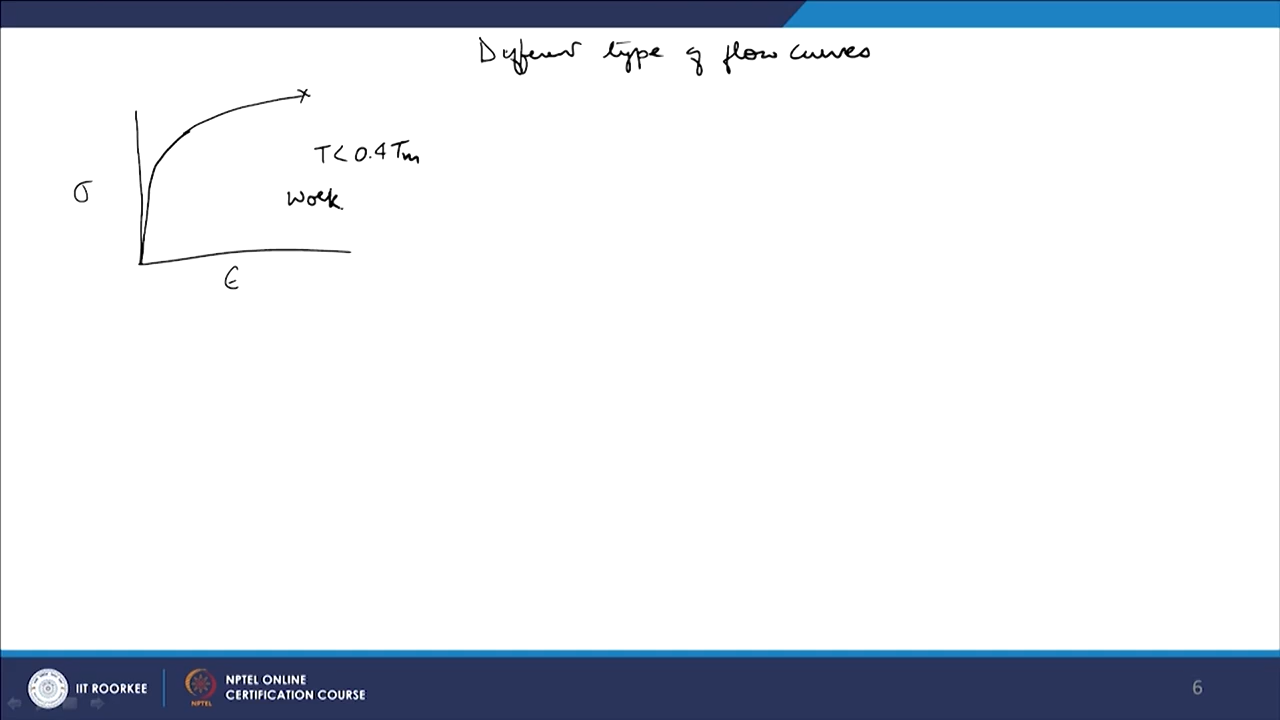 Different type of flow curves
T < 0.4 Tm
σ
work
ε
IIT ROORKEE
NPTEL ONLINE
CERTIFICATION COURSE
NPTEL
6